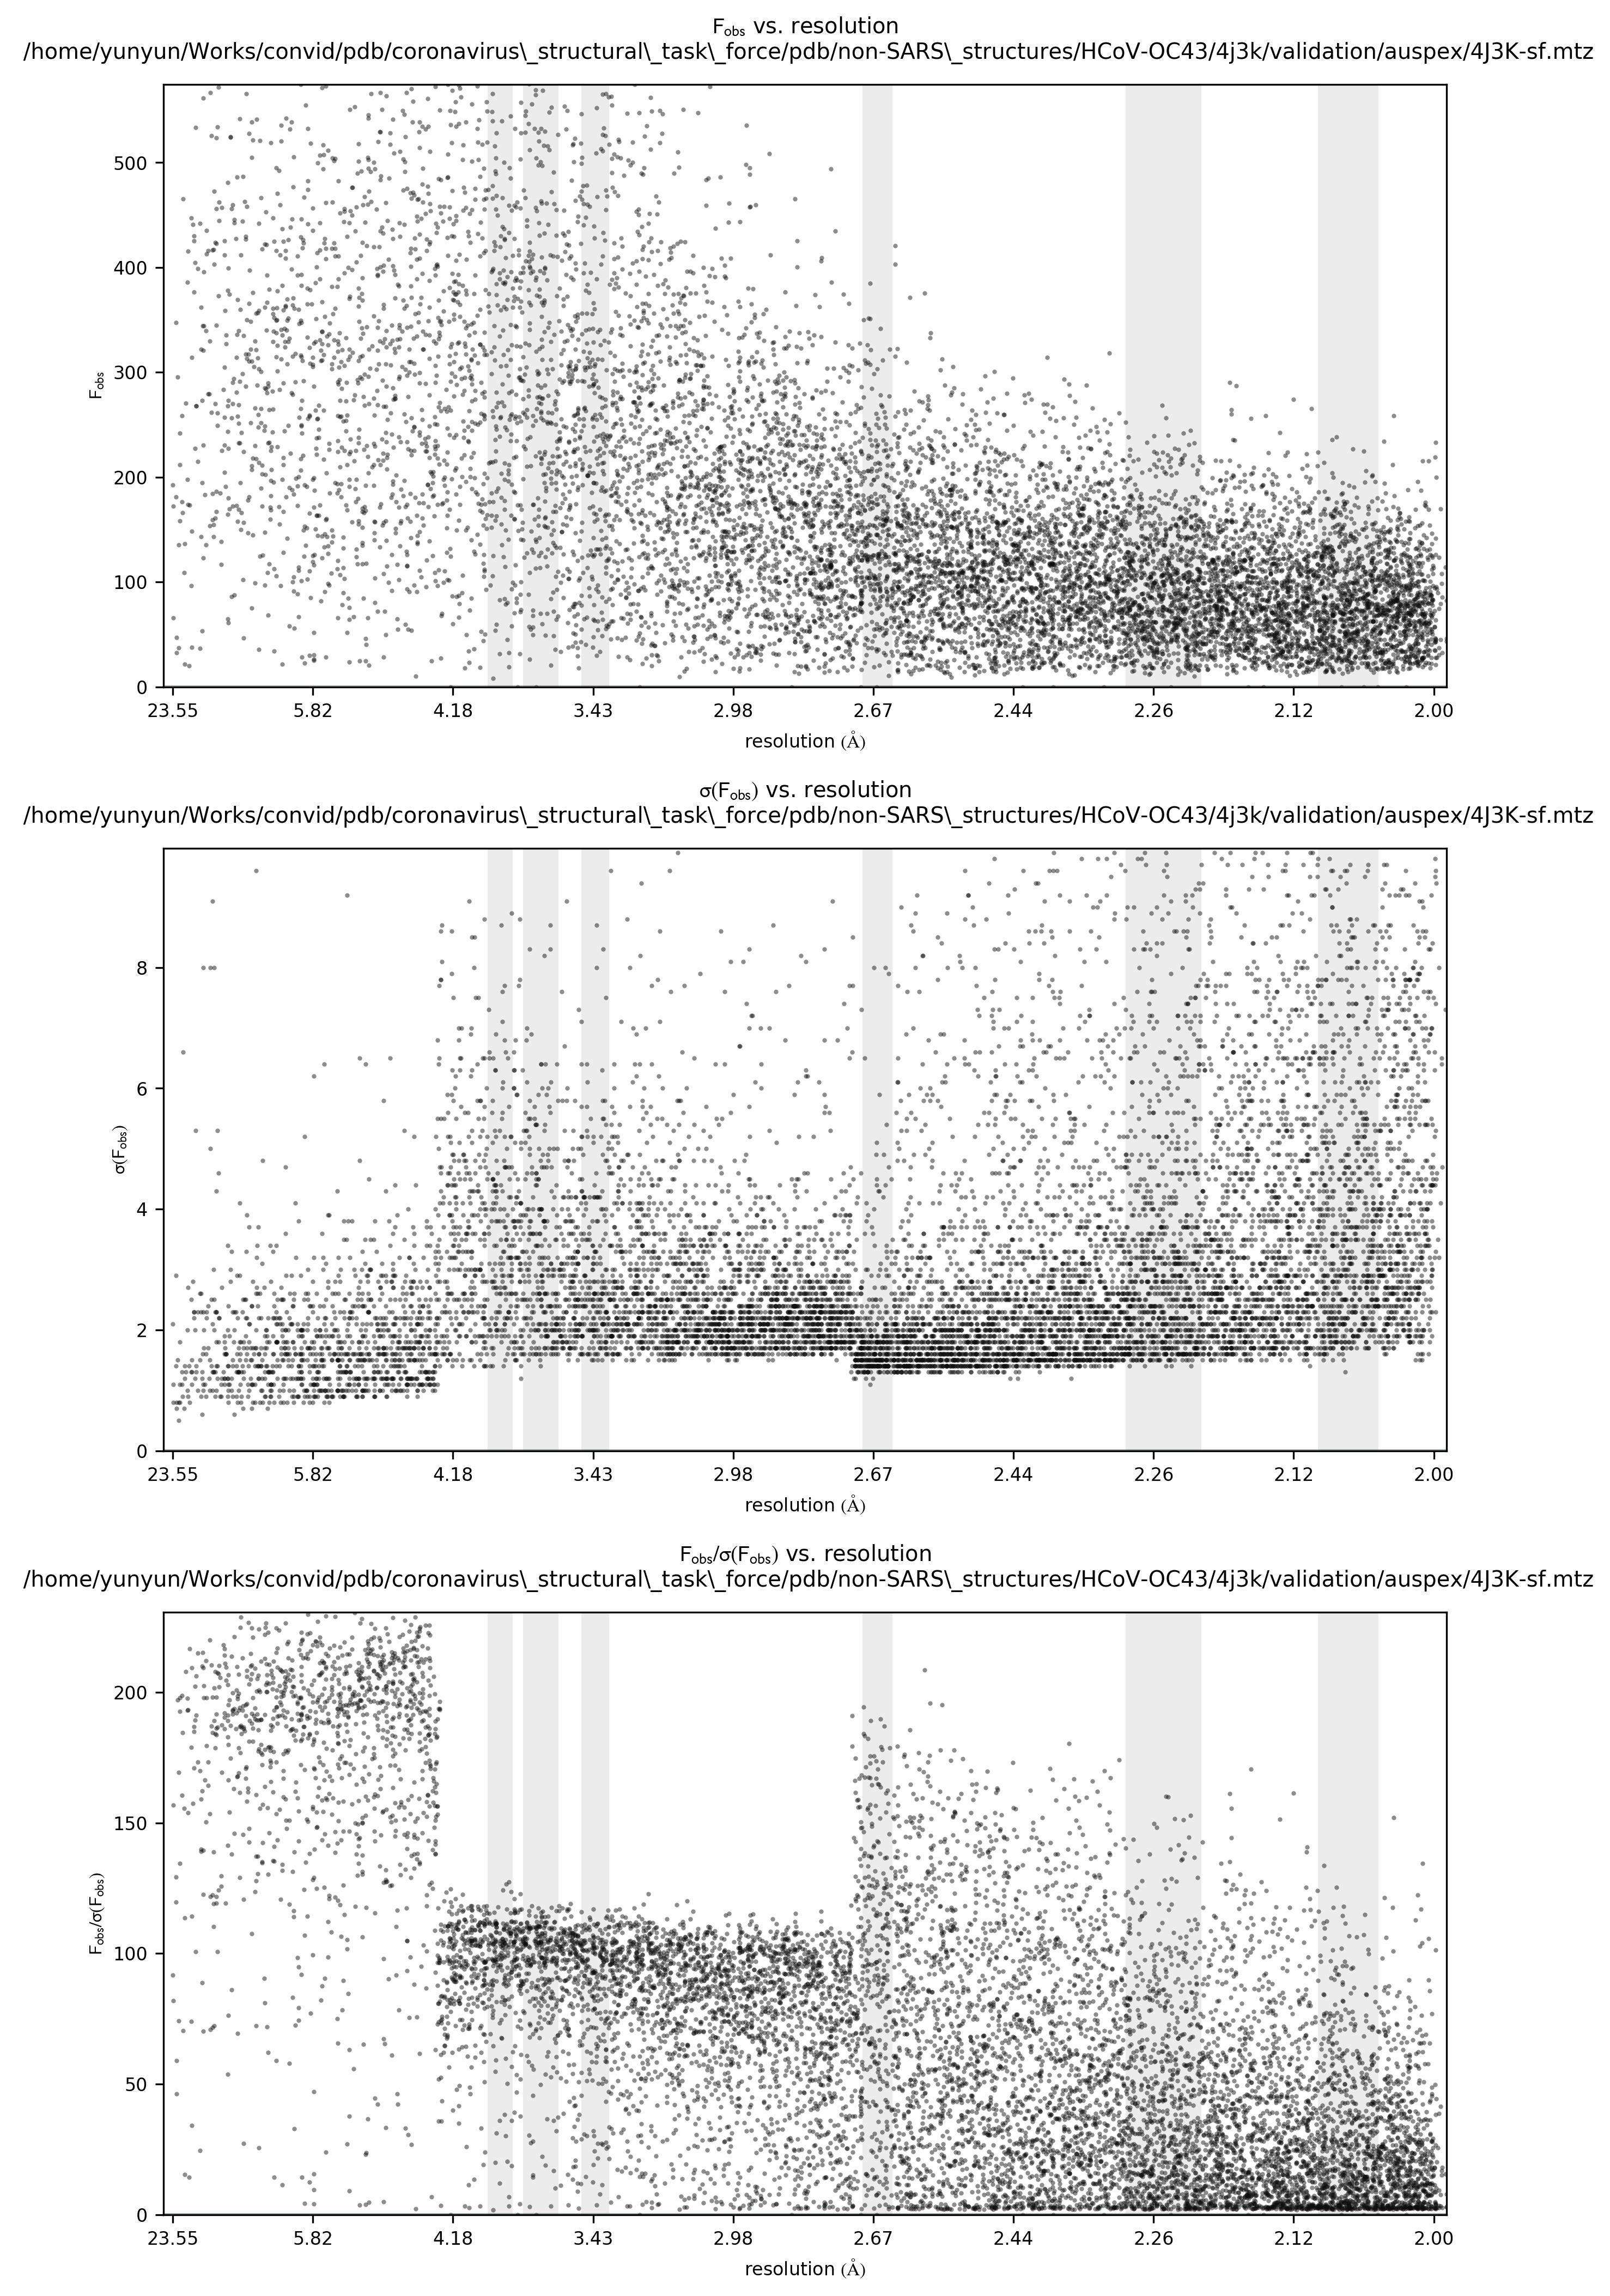 Fobs vs. resolution
/home/yunyun/Works/convid/pdb/coronavirus\_structural\_task\_force/pdb/non-SARS\_structures/HCoV-OC43/4j3k/validation/auspex/4J3K-sf.mtz
Fobs
500
400
300
200
100
0
23.55 5.82 4.18 3.43 2.98 2.67 2.44 2.26 2.12 2.00
resolution (Å)
σ(Fobs) vs. resolution
/home/yunyun/Works/convid/pdb/coronavirus\_structural\_task\_force/pdb/non-SARS\_structures/HCoV-OC43/4j3k/validation/auspex/4J3K-sf.mtz
σ(Fobs)
8
6
4
2
0
23.55 5.82 4.18 3.43 2.98 2.67 2.44 2.26 2.12 2.00
resolution (Å)
Fobs/σ(Fobs) vs. resolution
/home/yunyun/Works/convid/pdb/coronavirus\_structural\_task\_force/pdb/non-SARS\_structures/HCoV-OC43/4j3k/validation/auspex/4J3K-sf.mtz
Fobs/σ(Fobs)
200
150
100
50
0
23.55 5.82 4.18 3.43 2.98 2.67 2.44 2.26 2.12 2.00
resolution (Å)